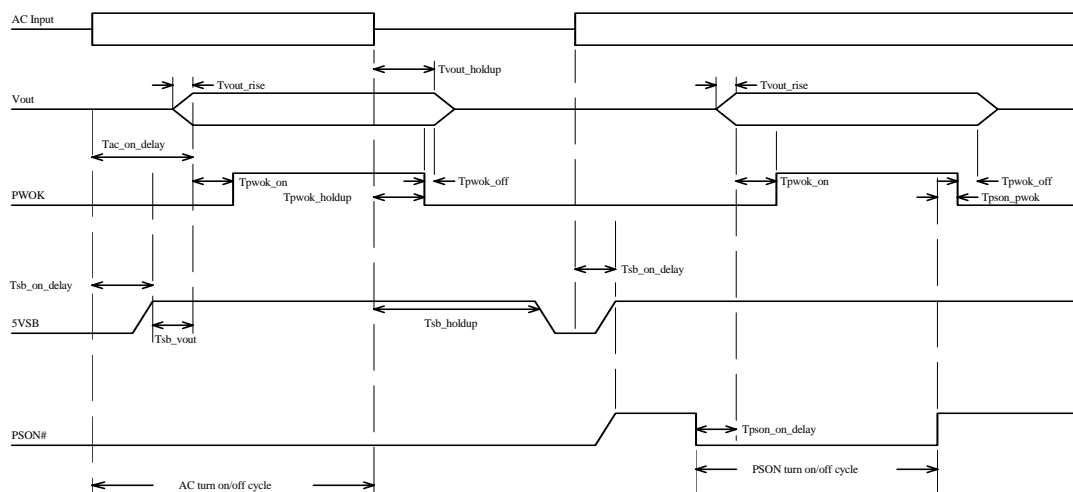 AC Input
Tvout_holdup
Tvout_rise
Tvout_rise
Vout
Tac_on_delay
Tpwok_on
Tpwok_off
Tpwok_on
Tpwok_off
PWOK
Tpwok_holdup
Tpson_pwok
Tsb_on_delay
Tsb_on_delay
5VSB
Tsb_holdup
Tsb_vout
PSON#
Tpson_on_delay
AC turn on/off cycle
PSON turn on/off cycle